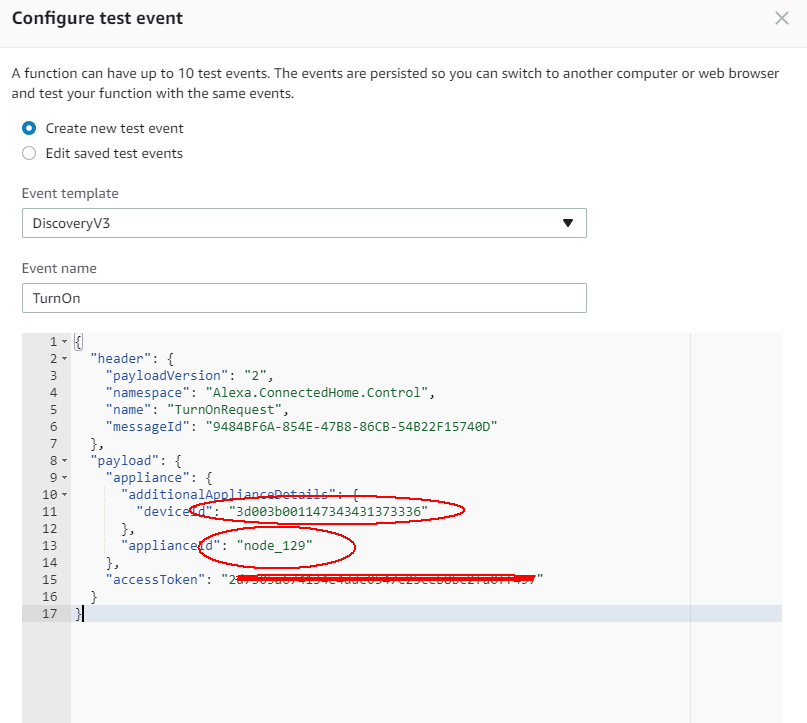 Configure test event
A function can have up to 10 test events. The events are persisted so you can switch to another computer or web browser
and test your function with the same events.
Create new test event
Edit saved test events
Event template
DiscoveryV3
Event name
TurnOn
1 {
2 "header": {
3 "payloadVersion": "2",
4 "namespace": "Alexa.ConnectedHome.Control",
5 "name": "TurnOnRequest",
6 "messageId": "9484BF6A-854E-47B8-86CB-54B22F15740D"
7 },
8 "payload": {
9 "appliance": {
10 "additionalApplianceDetails": {
11 "deviceId": "3d003b001147343431373336"
12 },
13 "applianceId": "node_129"
14 },
15 "accessToken": "
16 }
17 }